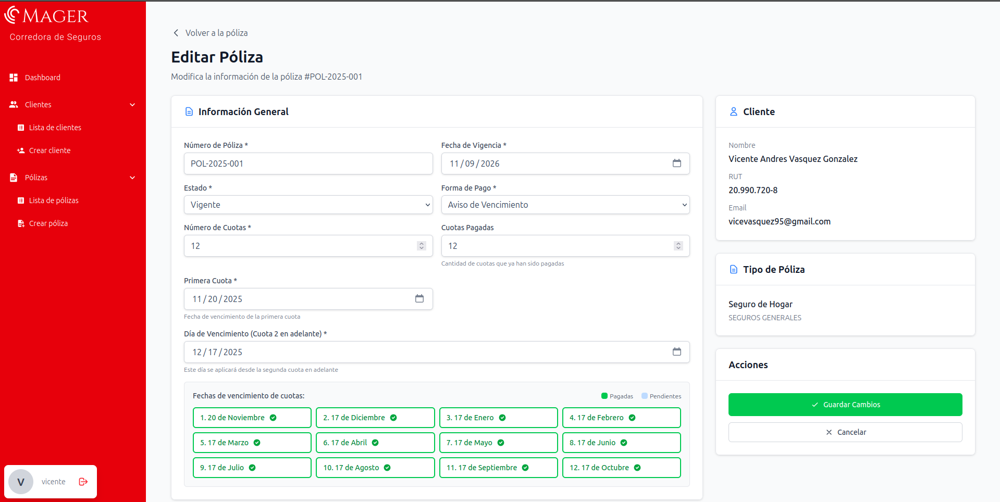 MAGER
Corredora de Seguros
Dashboard
Clientes
Lista de clientes
Crear cliente
Pólizas
Lista de pólizas
Crear póliza
V vicente
Volver a la póliza
Editar Póliza
Modifica la información de la póliza #POL-2025-001
Información General
Número de Póliza *
POL-2025-001
Fecha de Vigencia *
11/09/2026
Estado *
Vigente
Forma de Pago *
Aviso de Vencimiento
Número de Cuotas *
12
Cuotas Pagadas
12
Cantidad de cuotas que ya han sido pagadas
Primera Cuota *
11/20/2025
Fecha de vencimiento de la primera cuota
Día de Vencimiento (Cuota 2 en adelante) *
12/17/2025
Este día se aplicará desde la segunda cuota en adelante
Fechas de vencimiento de cuotas:
Pagadas
Pendientes
1. 20 de Noviembre
2. 17 de Diciembre
3. 17 de Enero
4. 17 de Febrero
5. 17 de Marzo
6. 17 de Abril
7. 17 de Mayo
8. 17 de Junio
9. 17 de Julio
10. 17 de Agosto
11. 17 de Septiembre
12. 17 de Octubre
Cliente
Nombre
Vicente Andres Vasquez Gonzalez
RUT
20.990.720-8
Email
vicevasquez95@gmail.com
Tipo de Póliza
Seguro de Hogar
SEGUROS GENERALES
Acciones
Guardar Cambios
Cancelar